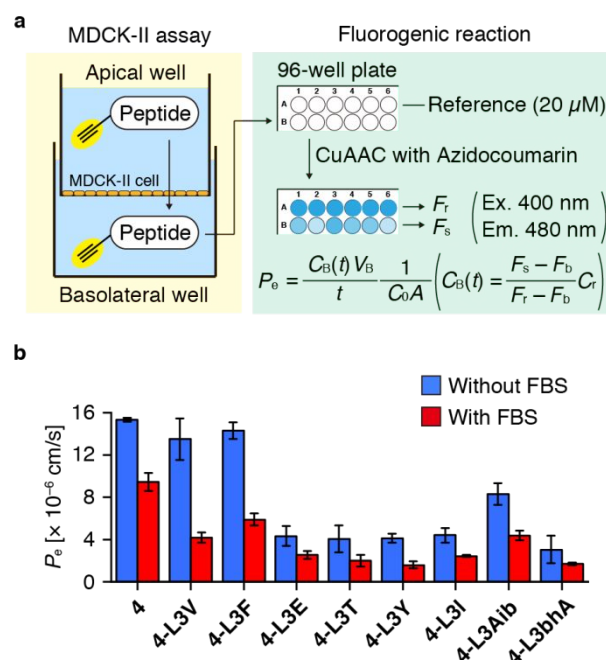 a
MDCK-II assay
Apical well
Peptide
MDCK-II cell
Peptide
Basolateral well
Fluorogenic reaction
96-well plate
1 2 3 4 5 6
A
B
Reference (20 µM)
CuAAC with Azidocoumarin
1 2 3 4 5 6
A
B
Fr
Fs
(Ex. 400 nm
Em. 480 nm)
Pe = CB(t) VB / t 1 / C0A (CB(t) = Fs − Fb / Fr − Fb Cr)
b
Without FBS
With FBS
Pe [× 10⁻⁶ cm/s]
16
12
8
4
0
4
4-L3V
4-L3F
4-L3E
4-L3T
4-L3Y
4-L3I
4-L3Aib
4-L3bhA